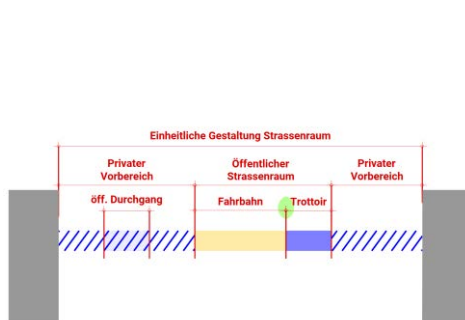 Einheitliche Gestaltung Strassenraum
Privater
Vorbereich
Öffentlicher
Strassenraum
Privater
Vorbereich
öff. Durchgang
Fahrbahn
Trottoir